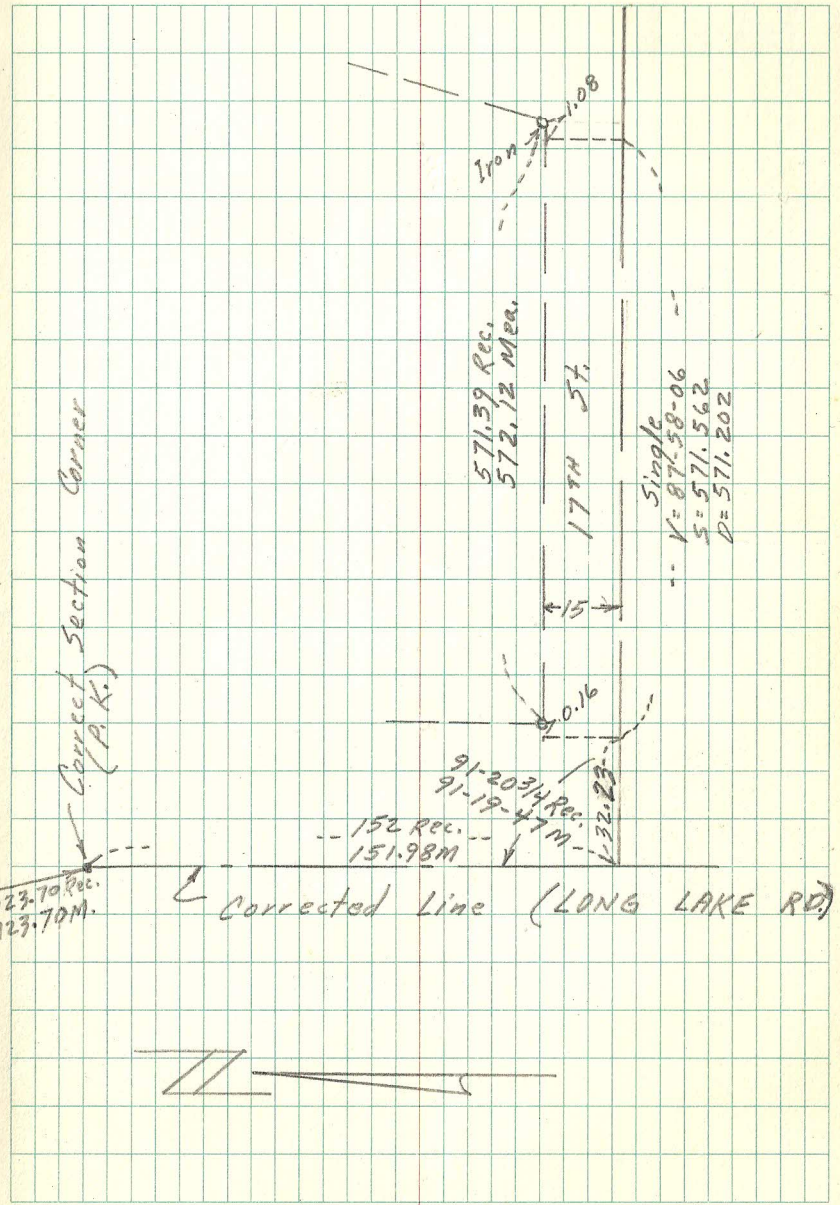 1.08
Iron
571.39 Rec.
572.12 Mea.
17TH St.
Single
V=87-58-06
S=571.562
D=571.202
Correct Section Corner
(P.K.)
15
0.16
91-20 3/4 Rec.
91-19-47 M
32.23
152 Rec.
151.98M
23.70 Rec.
123.70M.
Corrected Line (LONG LAKE RD.)